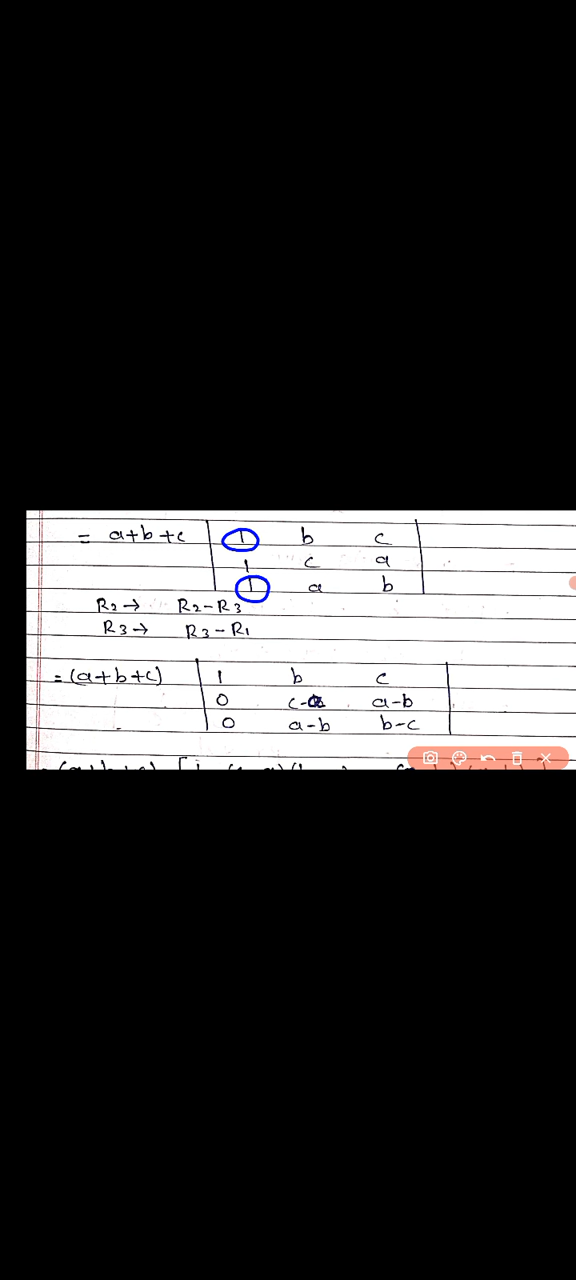 = a+b+c | 1 b c |
1 c a
1 a b
R2 → R2-R3
R3 → R3-R1
=(a+b+c) | 1 b c |
0 c-a a-b
0 a-b b-c